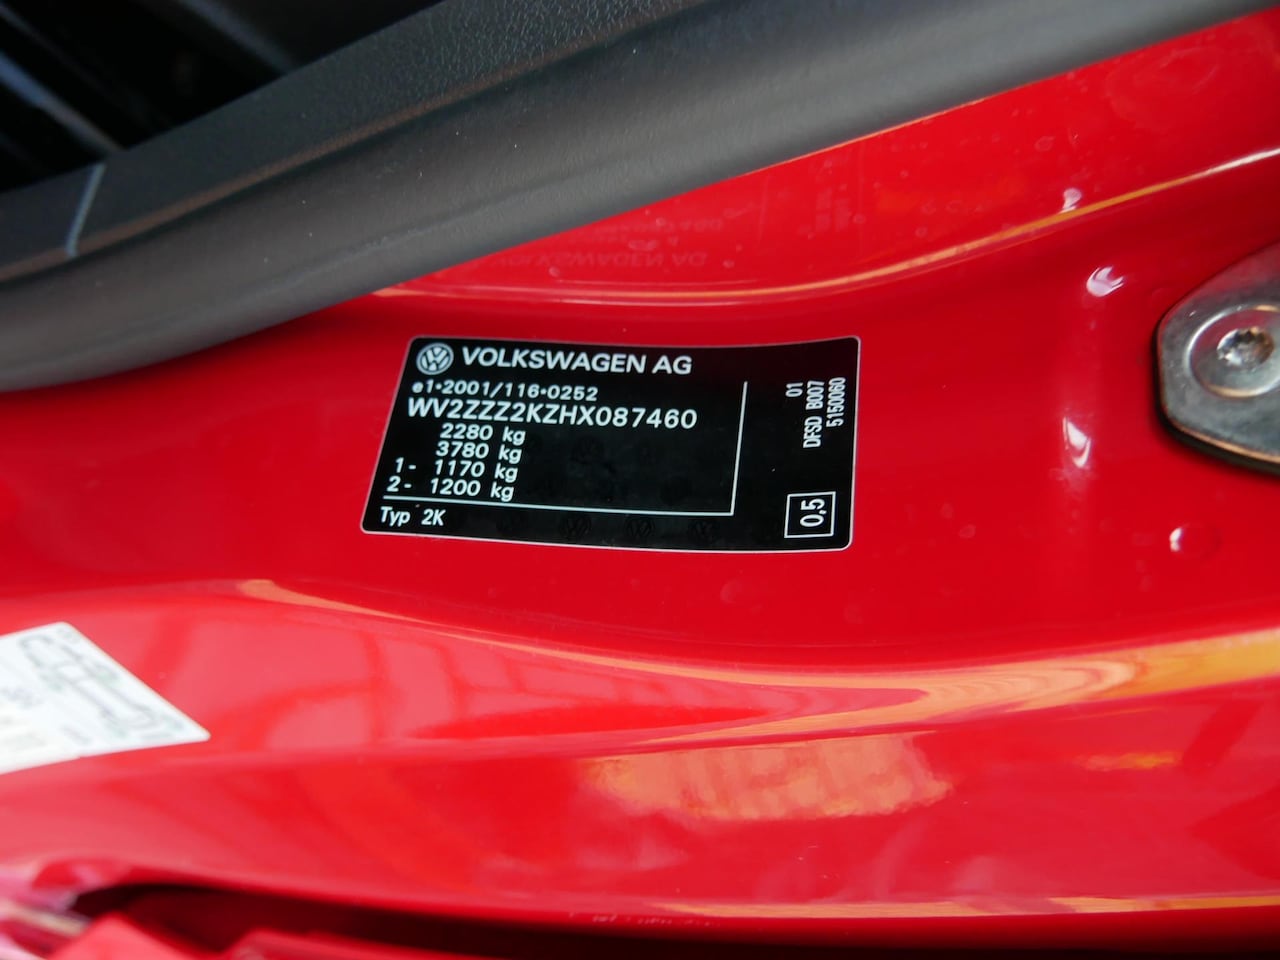 VOLKSWAGEN AG
e1*2001/116*0252
WV2ZZZ2KZHX087460
2280 kg
3780 kg
1- 1170 kg
2- 1200 kg
Typ 2K
01
DFSD B007
5150060
0,5